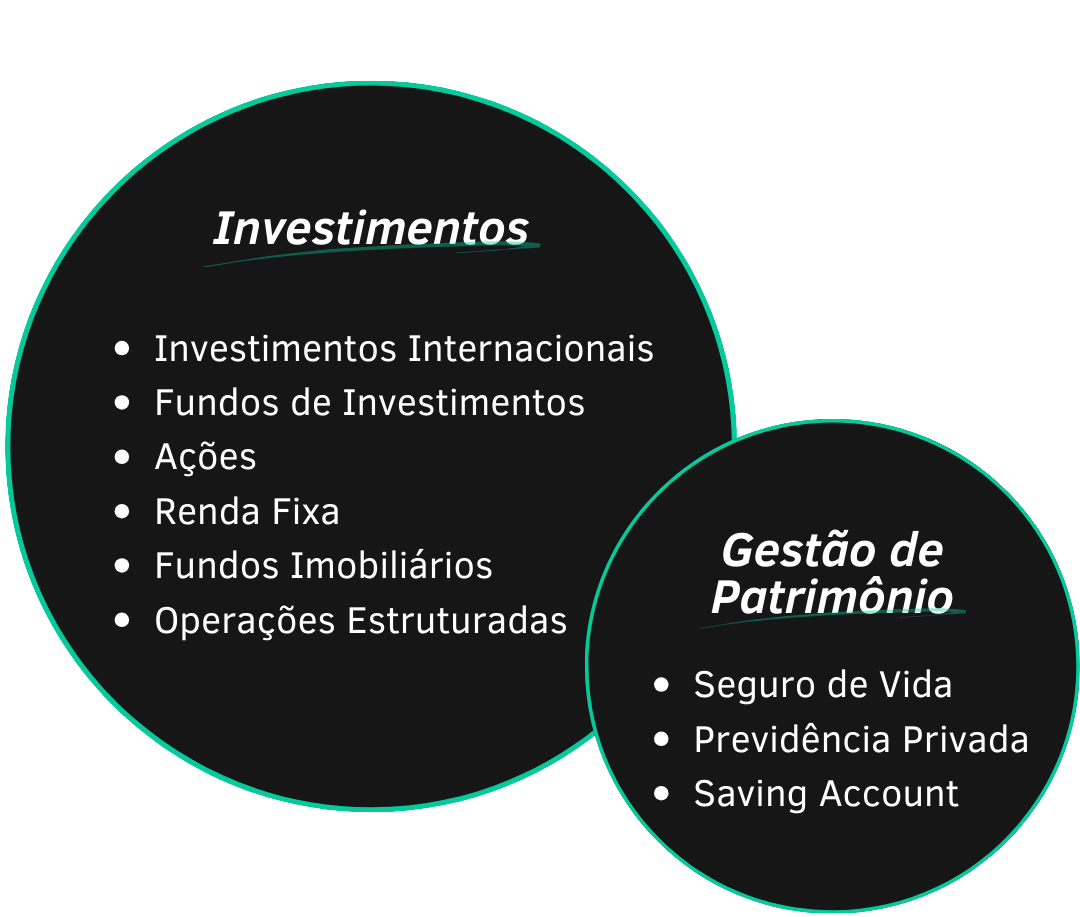 Investimentos
• Investimentos Internacionais
• Fundos de Investimentos
• Ações
• Renda Fixa
• Fundos Imobiliários
• Operações Estruturadas
Gestão de
Patrimônio
• Seguro de Vida
• Previdência Privada
• Saving Account